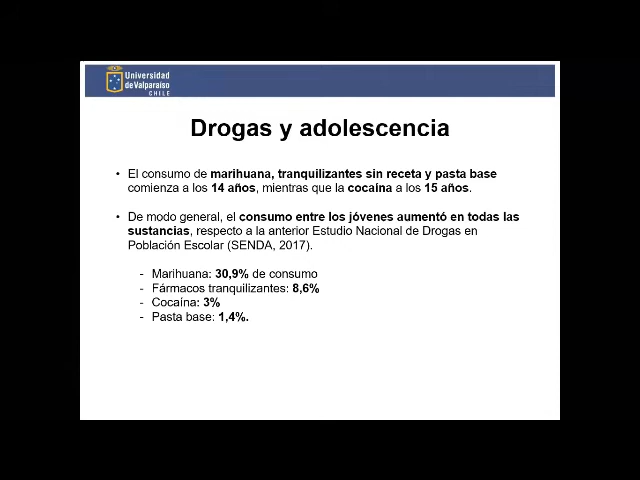 Universidad
de Valparaíso
CHILE
Drogas y adolescencia
• El consumo de marihuana, tranquilizantes sin receta y pasta base
comienza a los 14 años, mientras que la cocaína a los 15 años.
• De modo general, el consumo entre los jóvenes aumentó en todas las
sustancias, respecto a la anterior Estudio Nacional de Drogas en
Población Escolar (SENDA, 2017).
- Marihuana: 30,9% de consumo
- Fármacos tranquilizantes: 8,6%
- Cocaína: 3%
- Pasta base: 1,4%.